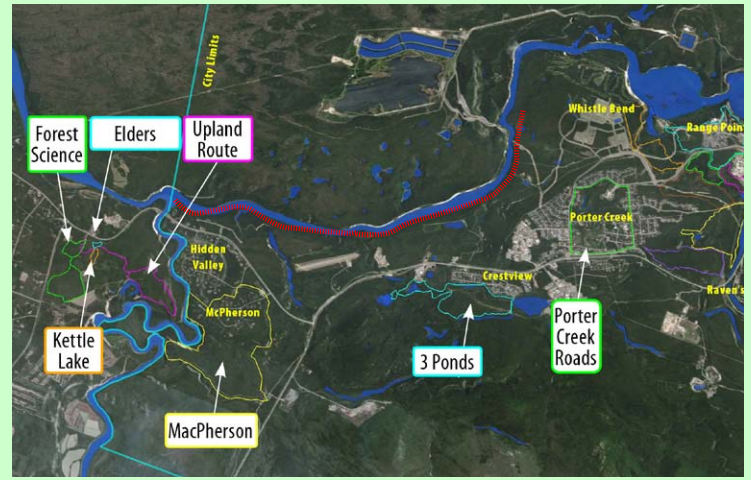 City Limits
Forest
Science
Elders
Upland
Route
Whistle Bend
Range Point
Porter Creek
Hidden
Valley
Crestview
Raven's
McPherson
Kettle
Lake
3 Ponds
Porter
Creek
Roads
MacPherson